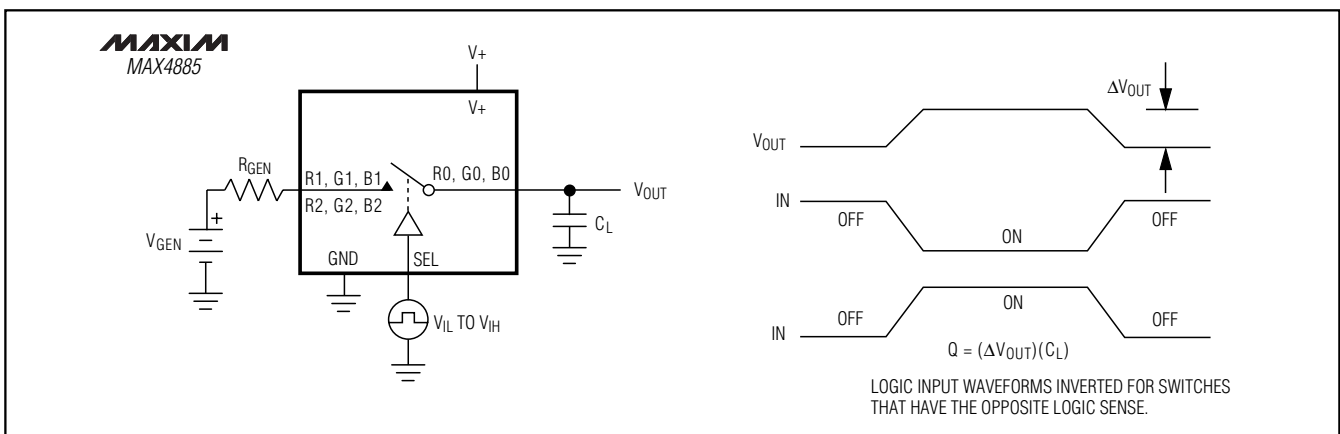 MAXIM
MAX4885
V+
V+
RGEN
R1, G1, B1
R0, G0, B0
R2, G2, B2
VOUT
CL
+
VGEN
GND
SEL
VIL TO VIH
ΔVOUT
VOUT
IN
OFF
ON
OFF
IN
OFF
ON
OFF
Q = (ΔVOUT)(CL)
LOGIC INPUT WAVEFORMS INVERTED FOR SWITCHES
THAT HAVE THE OPPOSITE LOGIC SENSE.